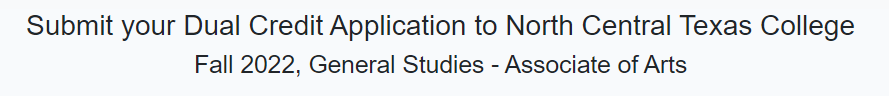 Submit your Dual Credit Application to North Central Texas College
Fall 2022, General Studies - Associate of Arts